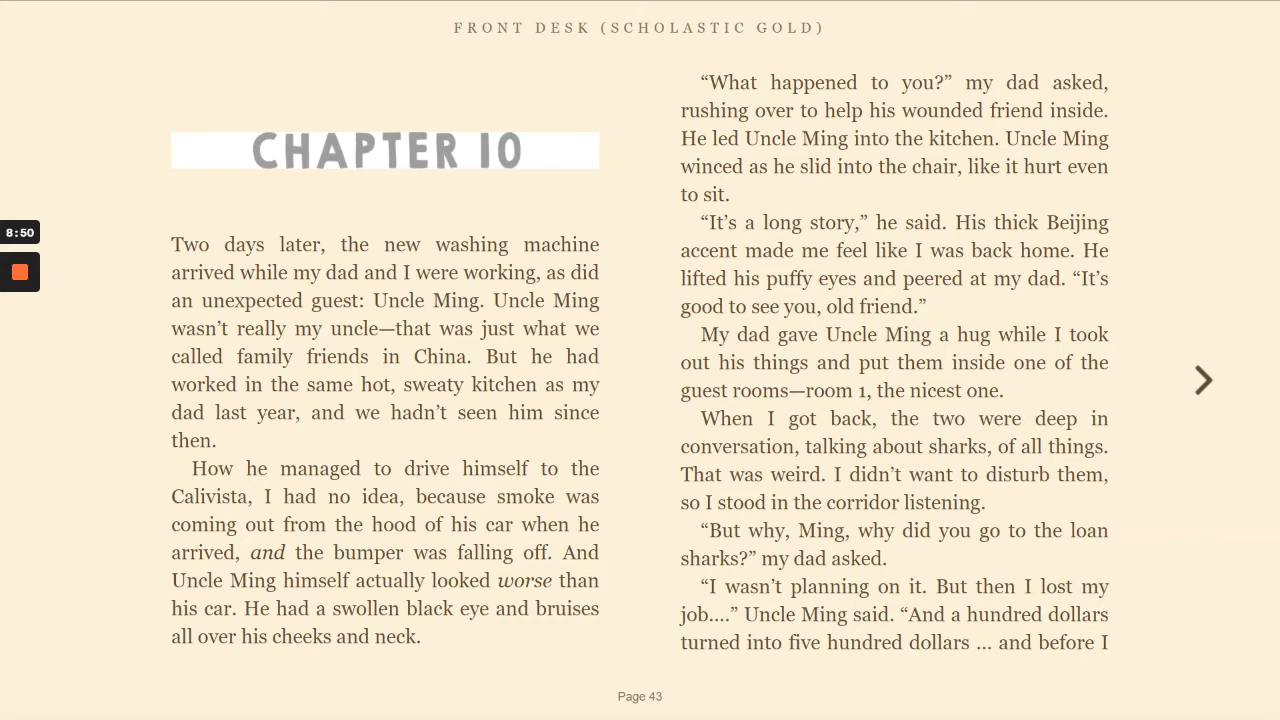 FRONT DESK (SCHOLASTIC GOLD)
CHAPTER 10
8:50
Two days later, the new washing machine
arrived while my dad and I were working, as did
an unexpected guest: Uncle Ming. Uncle Ming
wasn’t really my uncle—that was just what we
called family friends in China. But he had
worked in the same hot, sweaty kitchen as my
dad last year, and we hadn’t seen him since
then.
How he managed to drive himself to the
Calivista, I had no idea, because smoke was
coming out from the hood of his car when he
arrived, and the bumper was falling off. And
Uncle Ming himself actually looked worse than
his car. He had a swollen black eye and bruises
all over his cheeks and neck.
“What happened to you?” my dad asked,
rushing over to help his wounded friend inside.
He led Uncle Ming into the kitchen. Uncle Ming
winced as he slid into the chair, like it hurt even
to sit.
“It’s a long story,” he said. His thick Beijing
accent made me feel like I was back home. He
lifted his puffy eyes and peered at my dad. “It’s
good to see you, old friend.”
My dad gave Uncle Ming a hug while I took
out his things and put them inside one of the
guest rooms—room 1, the nicest one.
When I got back, the two were deep in
conversation, talking about sharks, of all things.
That was weird. I didn’t want to disturb them,
so I stood in the corridor listening.
“But why, Ming, why did you go to the loan
sharks?” my dad asked.
“I wasn’t planning on it. But then I lost my
job....” Uncle Ming said. “And a hundred dollars
turned into five hundred dollars ... and before I
Page 43